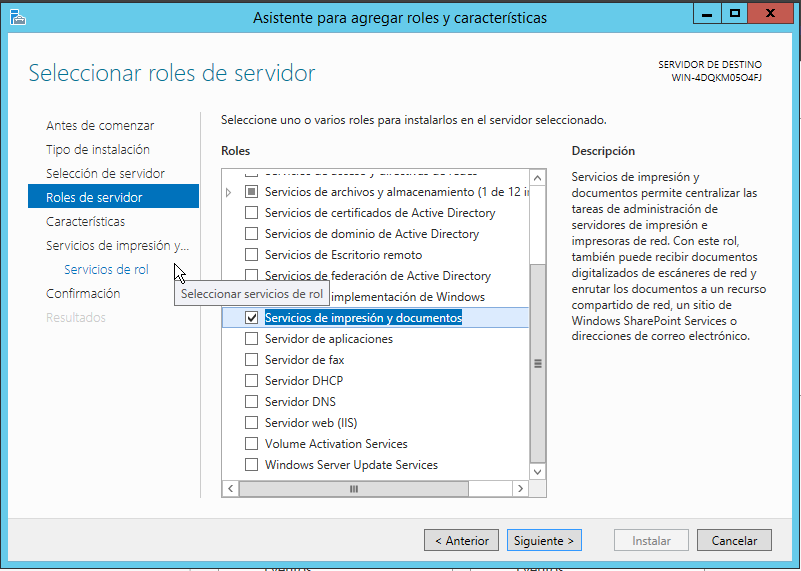 Asistente para agregar roles y características
Seleccionar roles de servidor
SERVIDOR DE DESTINO
WIN-4DQKM05O4FJ
Antes de comenzar
Tipo de instalación
Selección de servidor
Roles de servidor
Características
Servicios de impresión y...
Servicios de rol
Confirmación
Resultados
Seleccionar servicios de rol
Seleccione uno o varios roles para instalarlos en el servidor seleccionado.
Roles
Servicios de acceso y directivas de redes
Servicios de archivos y almacenamiento (1 de 12 in
Servicios de certificados de Active Directory
Servicios de dominio de Active Directory
Servicios de Escritorio remoto
Servicios de federación de Active Directory
implementación de Windows
Servicios de impresión y documentos
Servidor de aplicaciones
Servidor de fax
Servidor DHCP
Servidor DNS
Servidor web (IIS)
Volume Activation Services
Windows Server Update Services
Descripción
Servicios de impresión y
documentos permite centralizar las
tareas de administración de
servidores de impresión e
impresoras de red. Con este rol,
también puede recibir documentos
digitalizados de escáneres de red y
enrutar los documentos a un recurso
compartido de red, un sitio de
Windows SharePoint Services o
direcciones de correo electrónico.
< Anterior
Siguiente >
Instalar
Cancelar